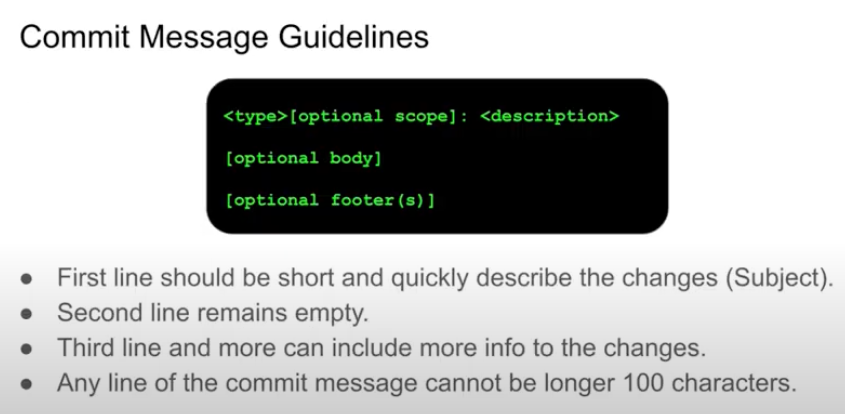 Commit Message Guidelines
<type>[optional scope]: <description>
[optional body]
[optional footer(s)]
● First line should be short and quickly describe the changes (Subject).
● Second line remains empty.
● Third line and more can include more info to the changes.
● Any line of the commit message cannot be longer 100 characters.